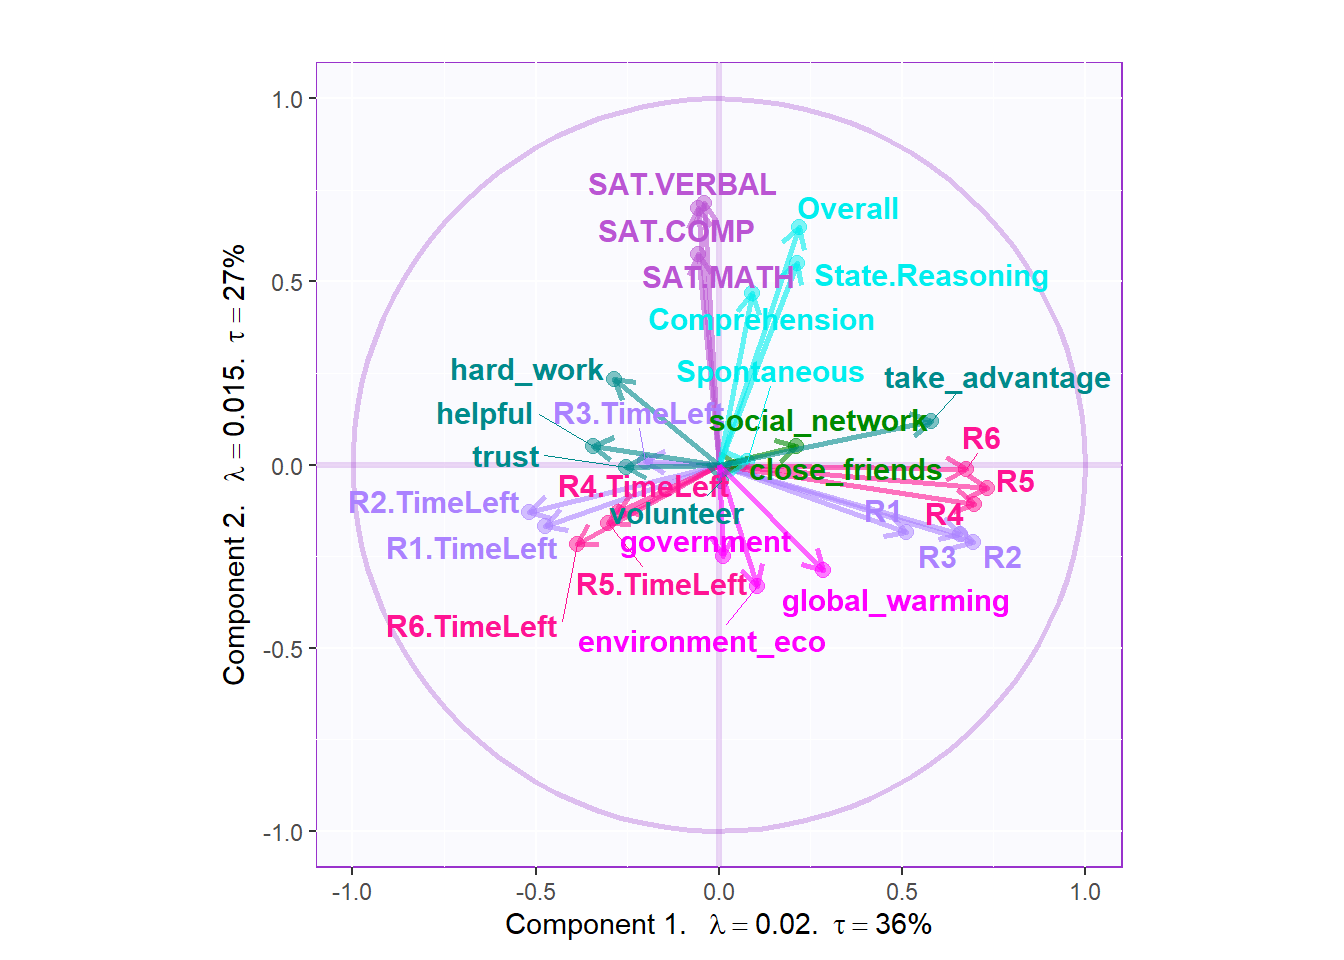 1.0
SAT.VERBAL
Overall
SAT.COMP
SAT.MATH
State.Reasoning
0.5
Comprehension
hard_work
Spontaneous
take_advantage
helpful
R3.TimeLeft
social_network
R6
trust
0.0
close_friends
R5
R4.TimeLeft
R2.TimeLeft
volunteer
R1
R4
R1.TimeLeft
government
R3
R2
R5.TimeLeft
global_warming
R6.TimeLeft
environment_eco
-0.5
-1.0
-1.0
-0.5
0.0
0.5
1.0
Component 1. λ = 0.02. τ = 36%
Component 2. λ = 0.015. τ = 27%